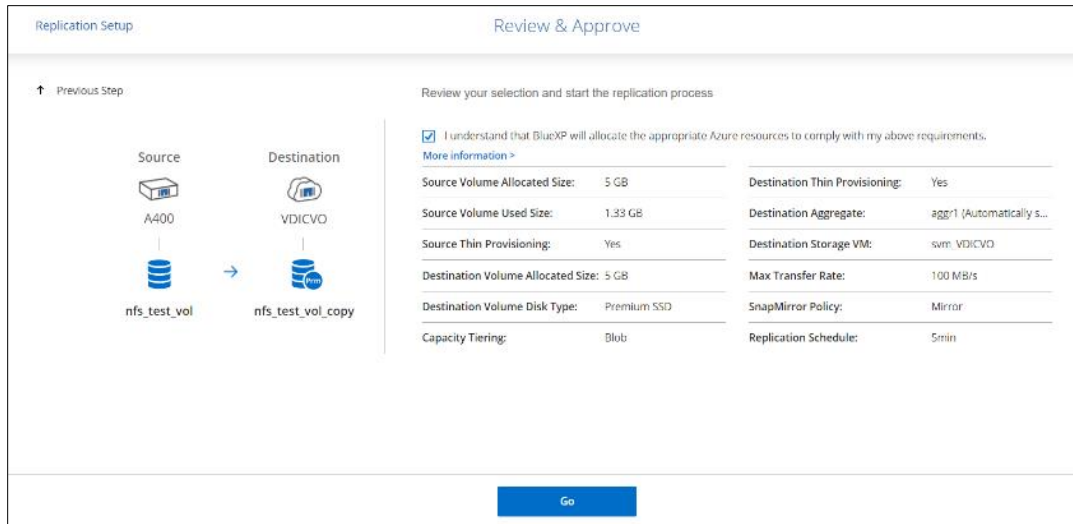 Replication Setup
Review & Approve
↑ Previous Step
Source
Destination
A400
VDICVO
nfs_test_vol
→
Prm
nfs_test_vol_copy
Review your selection and start the replication process
I understand that BlueXP will allocate the appropriate Azure resources to comply with my above requirements.
More information >
Source Volume Allocated Size: 5 GB
Destination Thin Provisioning: Yes
Source Volume Used Size: 1.33 GB
Destination Aggregate: aggr1 (Automatically s...
Source Thin Provisioning: Yes
Destination Storage VM: svm_VDICVO
Destination Volume Allocated Size: 5 GB
Max Transfer Rate: 100 MB/s
Destination Volume Disk Type: Premium SSD
SnapMirror Policy: Mirror
Capacity Tiering: Blob
Replication Schedule: 5min
Go